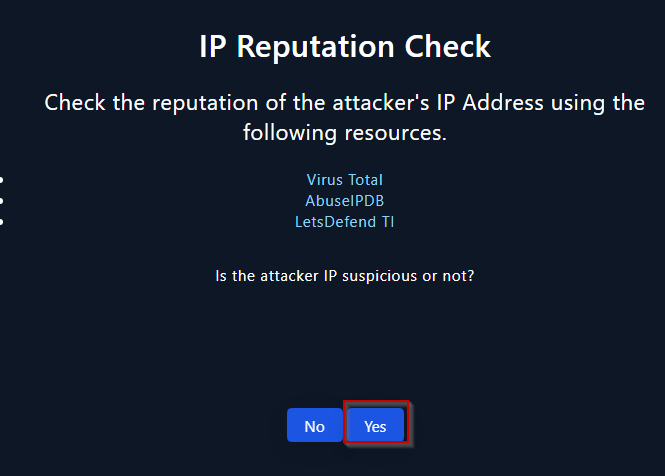 IP Reputation Check
Check the reputation of the attacker's IP Address using the
following resources.
Virus Total
AbuseIPDB
LetsDefend TI
Is the attacker IP suspicious or not?
No Yes